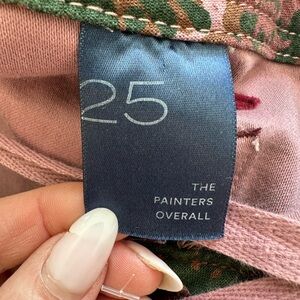 25
THE
PAINTERS
OVERALL